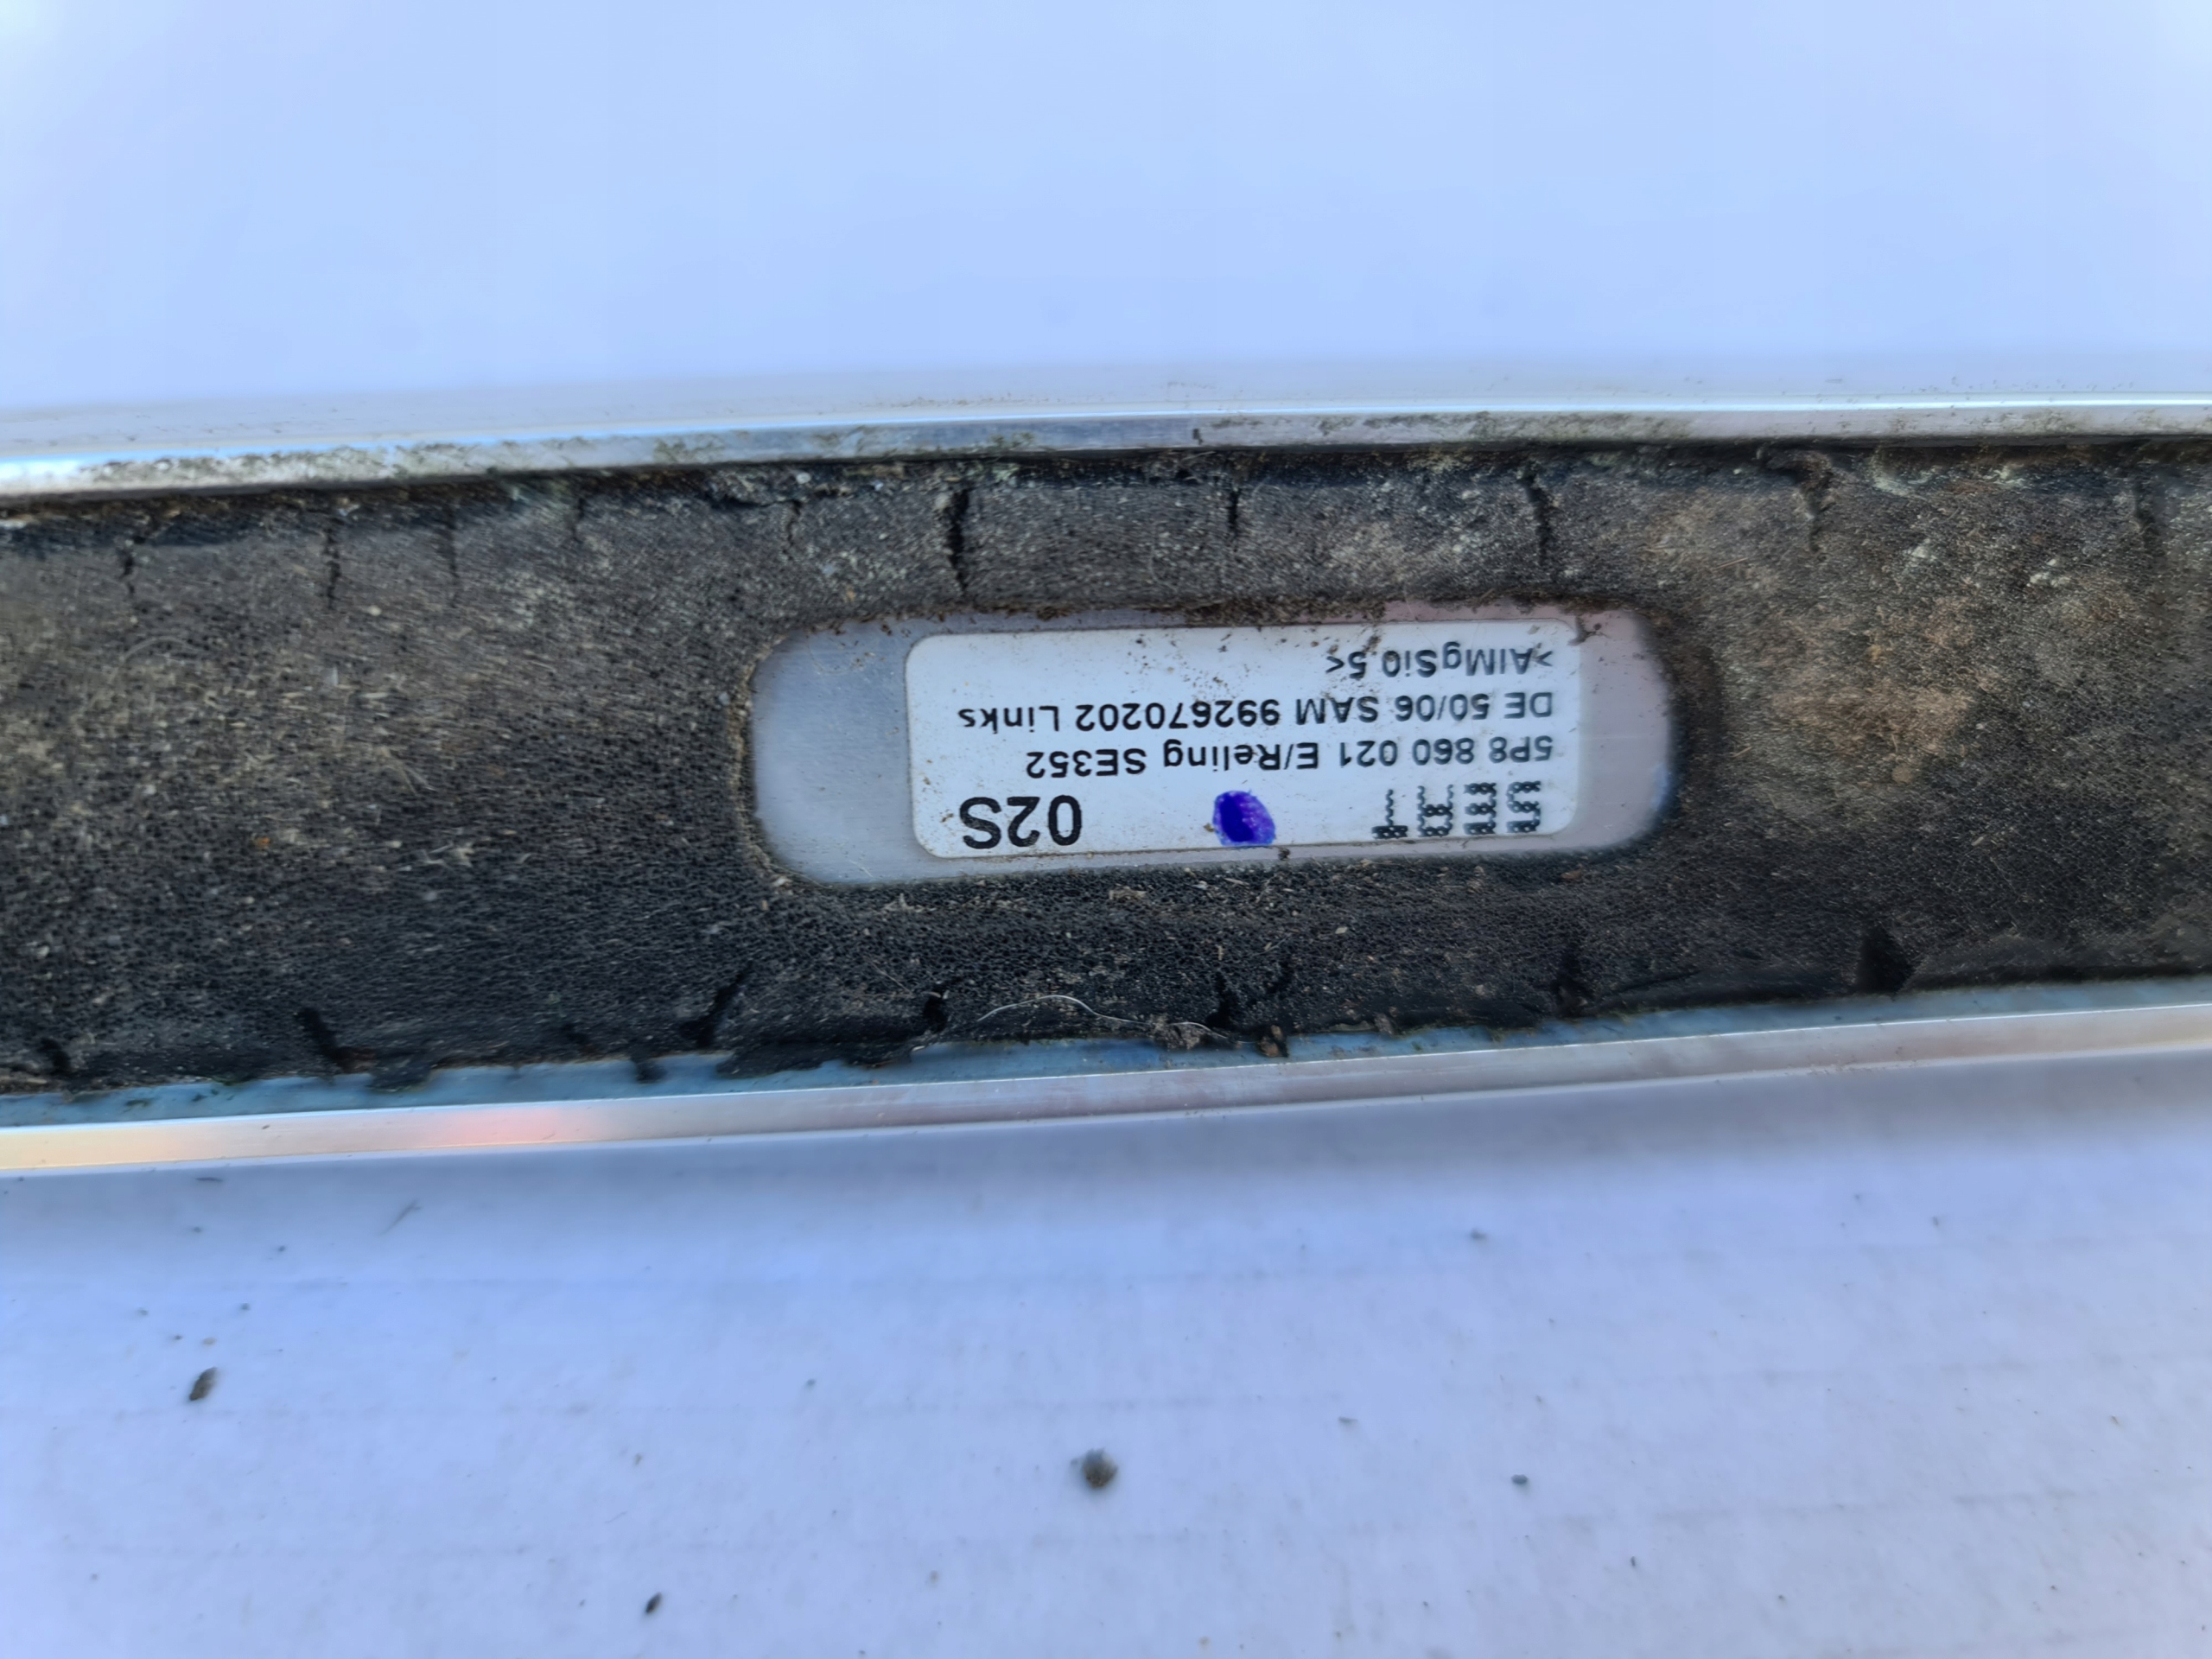 SEAT 02S
5P8 860 021 E/Reling SE352
DE 50/06 SAM 992670202 Links
>AlMgSi0.5<